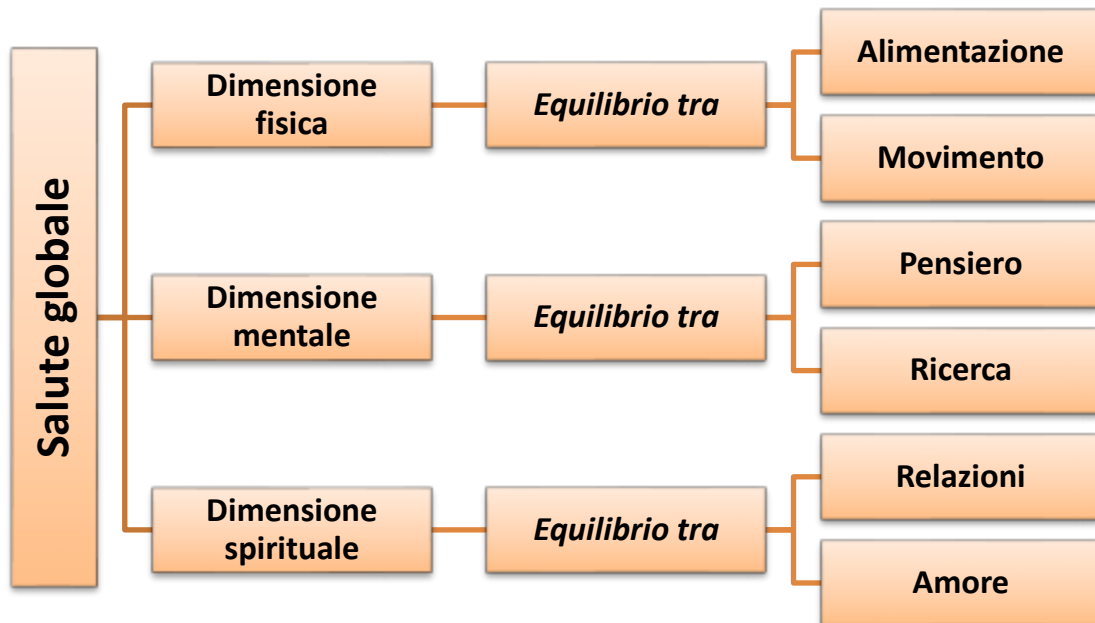 Salute globale
Dimensione
fisica
Equilibrio tra
Alimentazione
Movimento
Dimensione
mentale
Equilibrio tra
Pensiero
Ricerca
Dimensione
spirituale
Equilibrio tra
Relazioni
Amore